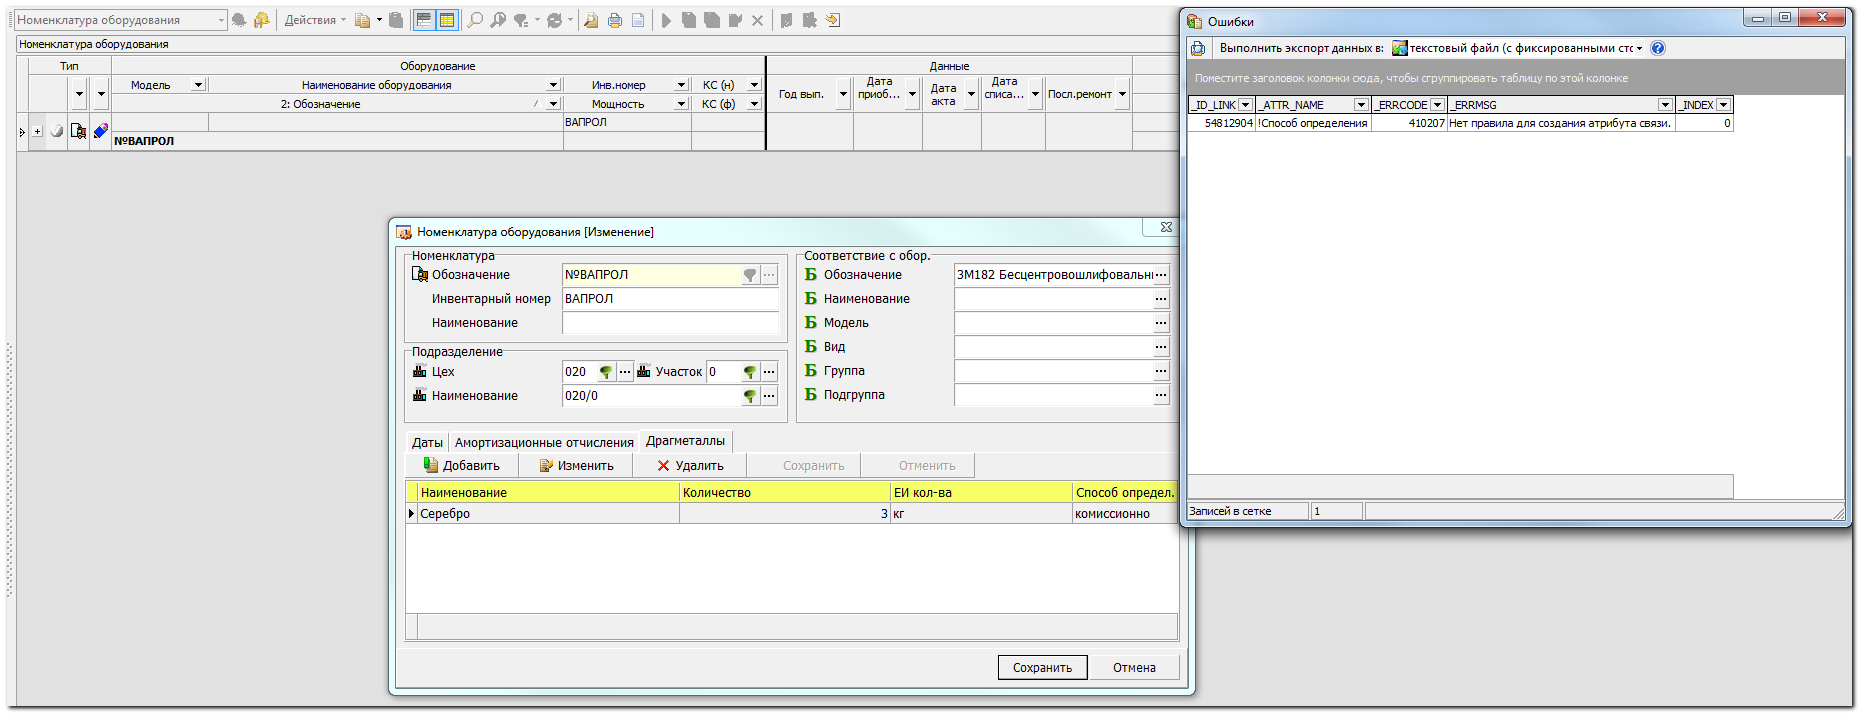 Номенклатура оборудования
Действия
Номенклатура оборудования
Тип
Оборудование
Данные
Модель
Наименование оборудования
Инв.номер
КС (н)
Год вып.
Дата приоб...
Дата акта
Дата списа...
Посл.ремонт
2: Обозначение
Мощность
КС (ф)
ВАПРОЛ
№ВАПРОЛ
Номенклатура оборудования [Изменение]
Номенклатура
Обозначение
№ВАПРОЛ
Инвентарный номер
ВАПРОЛ
Наименование
Подразделение
Цех
020
Участок
0
Наименование
020/0
Соответствие с обор.
Б Обозначение
3М182 Бесцентровошлифовальн
Б Наименование
Б Модель
Б Вид
Б Группа
Б Подгруппа
Даты
Амортизационные отчисления
Драгметаллы
Добавить
Изменить
Удалить
Сохранить
Отменить
Наименование
Количество
ЕИ кол-ва
Способ определ.
Серебро
3
кг
комиссионно
Сохранить
Отмена
Ошибки
Выполнить экспорт данных в:
текстовый файл (с фиксированными сто
Поместите заголовок колонки сюда, чтобы сгруппировать таблицу по этой колонке
_ID_LINK
_ATTR_NAME
_ERRCODE
_ERRMSG
_INDEX
54812904
!Способ определения
410207
Нет правила для создания атрибута связи.
0
Записей в сетке
1